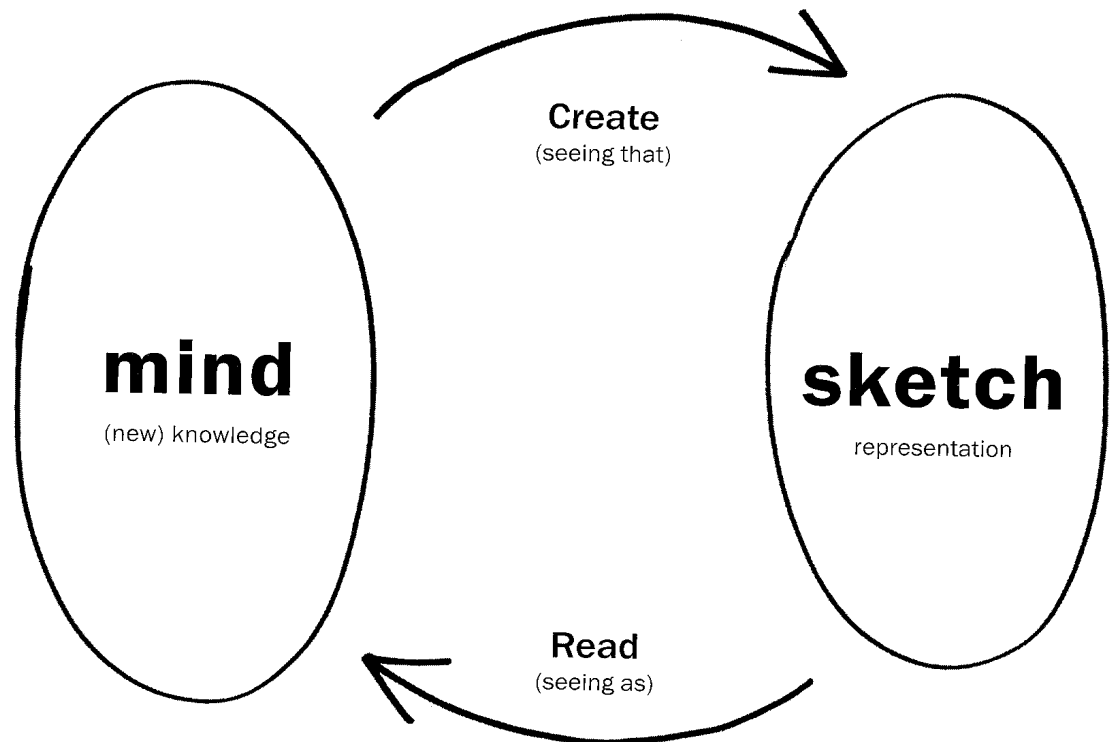 Create
(seeing that)
mind
(new) knowledge
sketch
representation
Read
(seeing as)